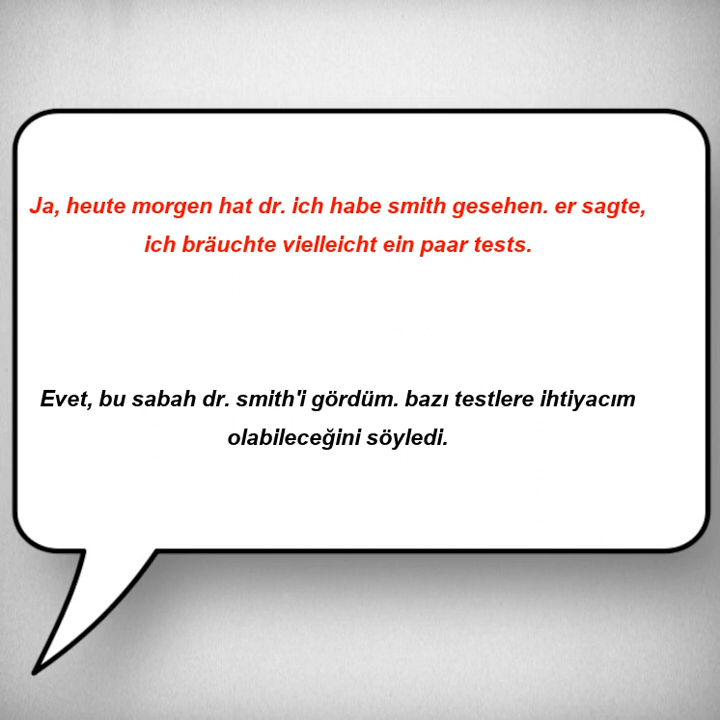 Ja, heute morgen hat dr. ich habe smith gesehen. er sagte,
ich bräuchte vielleicht ein paar tests.
Evet, bu sabah dr. smith'i gördüm. bazı testlere ihtiyacım
olabileceğini söyledi.